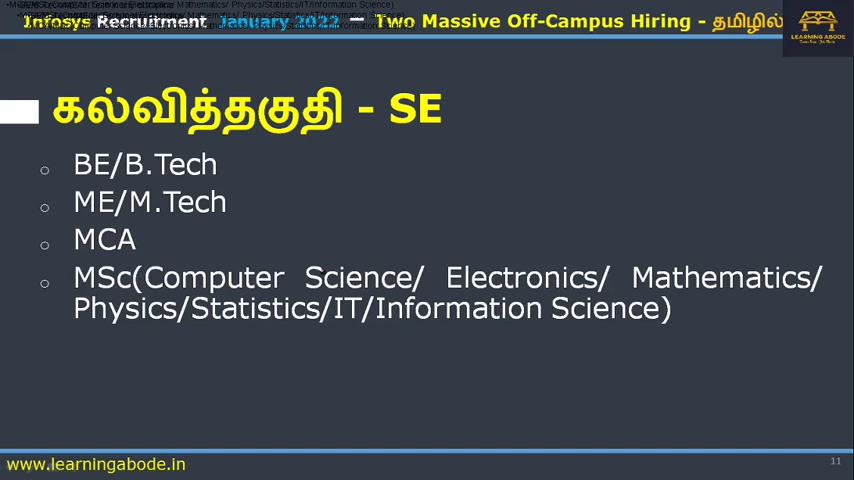 Infosys Recruitment January 2022 – Two Massive Off-Campus Hiring - தமிழில்
LEARNING ABODE
கல்வித்தகுதி - SE
BE/B.Tech
ME/M.Tech
MCA
MSc(Computer Science/ Electronics/ Mathematics/
Physics/Statistics/IT/Information Science)
www.learningabode.in
11